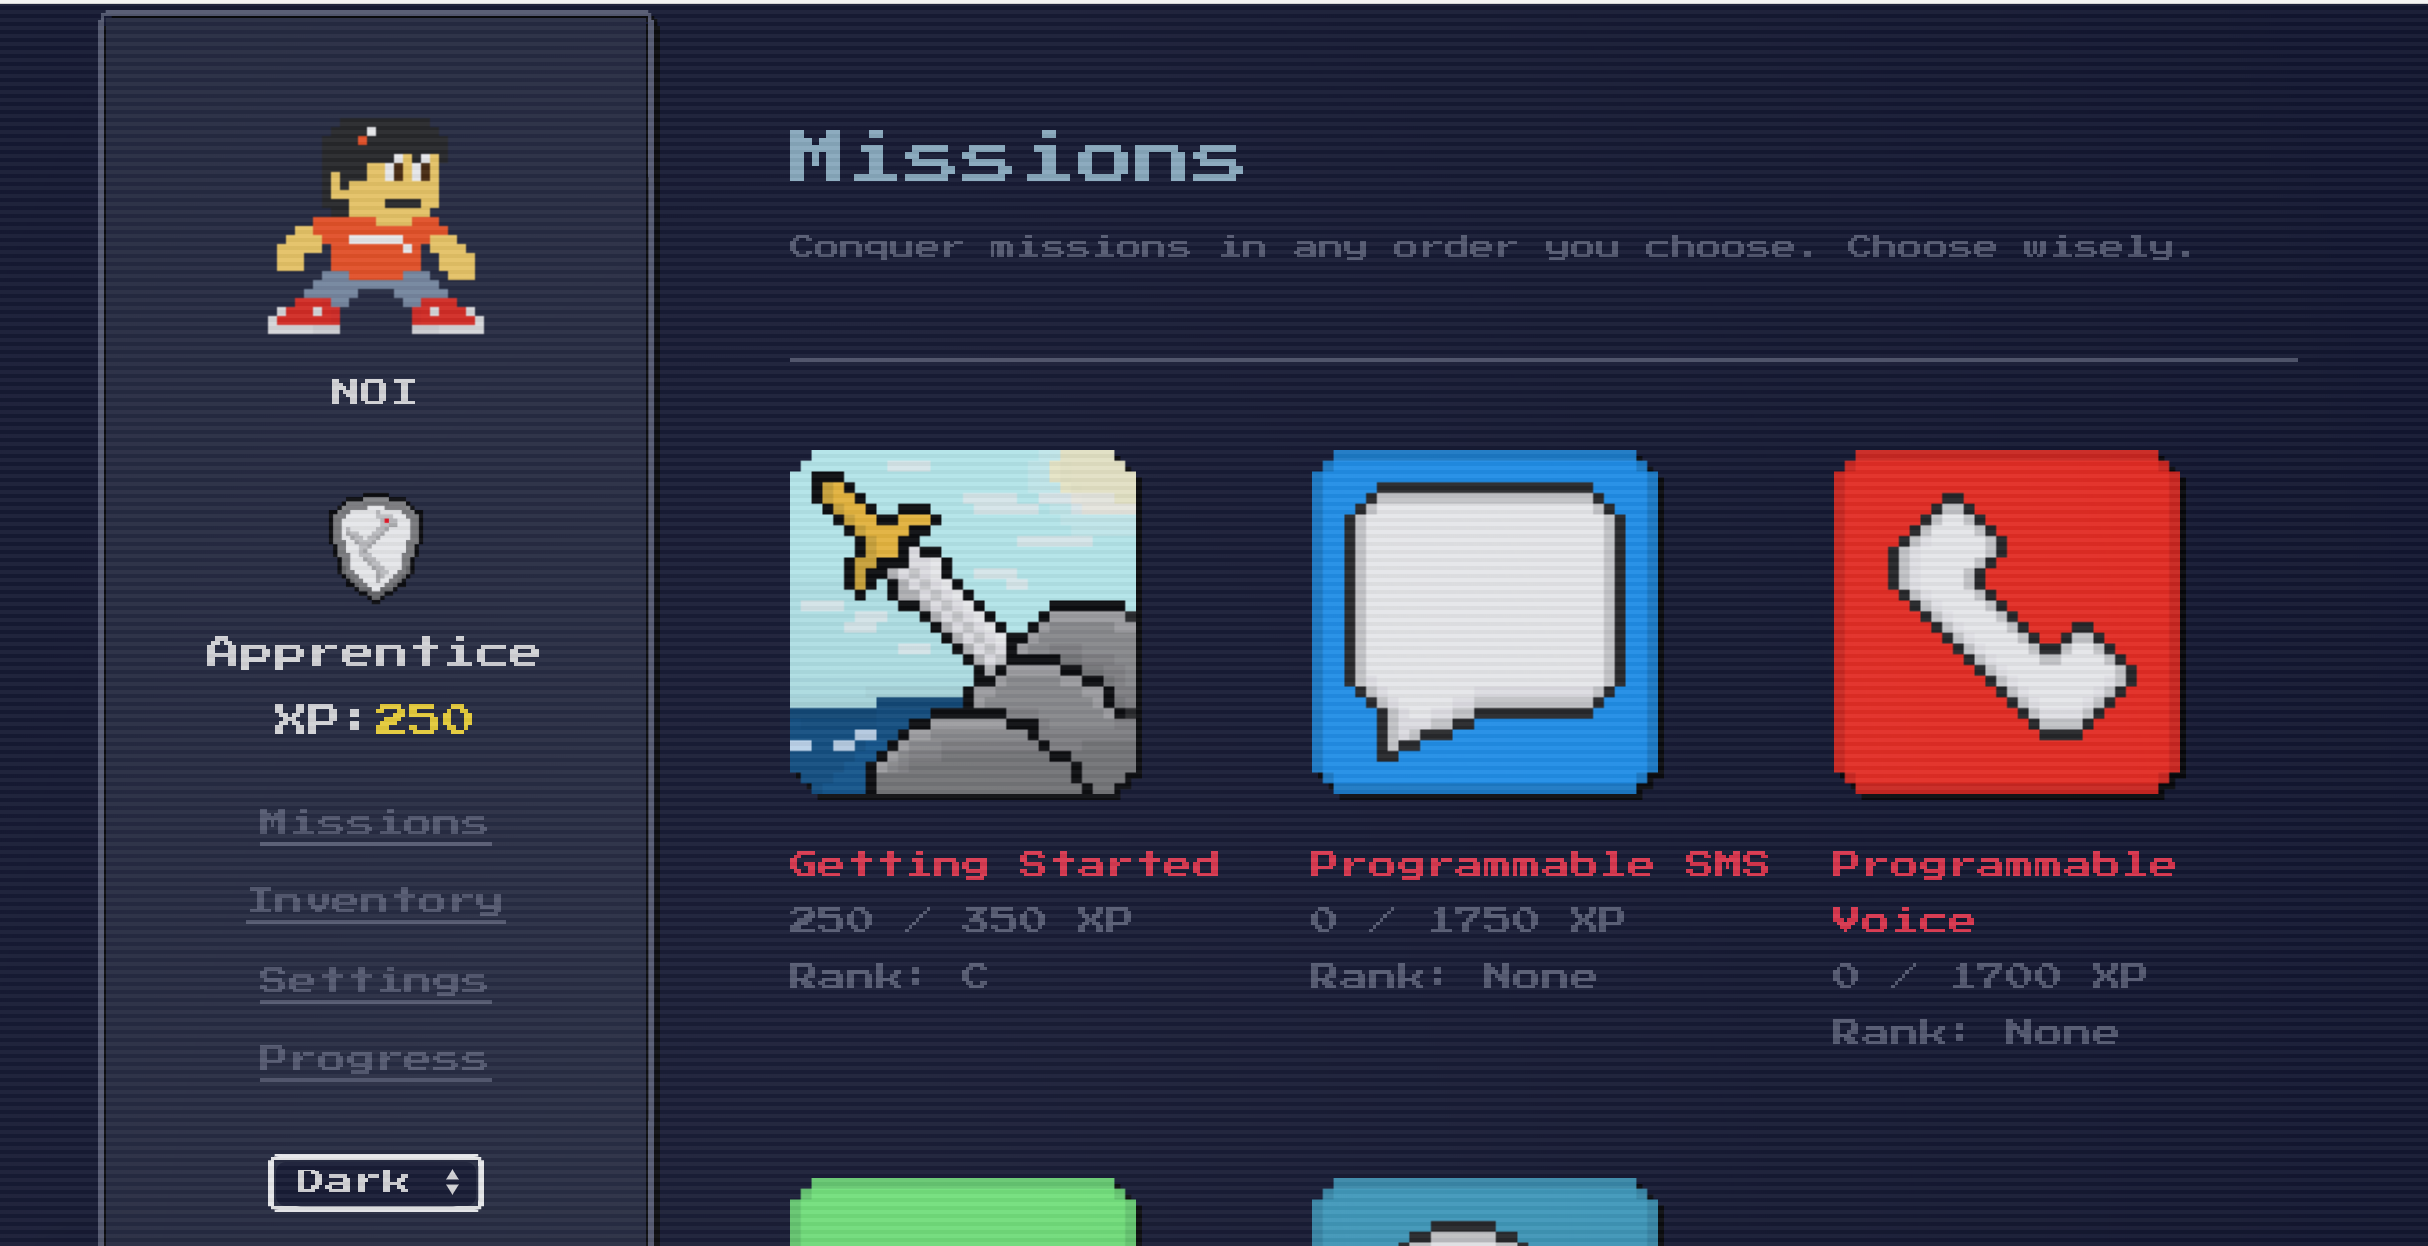 NOI
Apprentice
XP:250
Missions
Inventory
Settings
Progress
Dark
Missions
Conquer missions in any order you choose. Choose wisely.
Getting Started
250 / 350 XP
Rank: C
Programmable SMS
0 / 1750 XP
Rank: None
Programmable
Voice
0 / 1700 XP
Rank: None